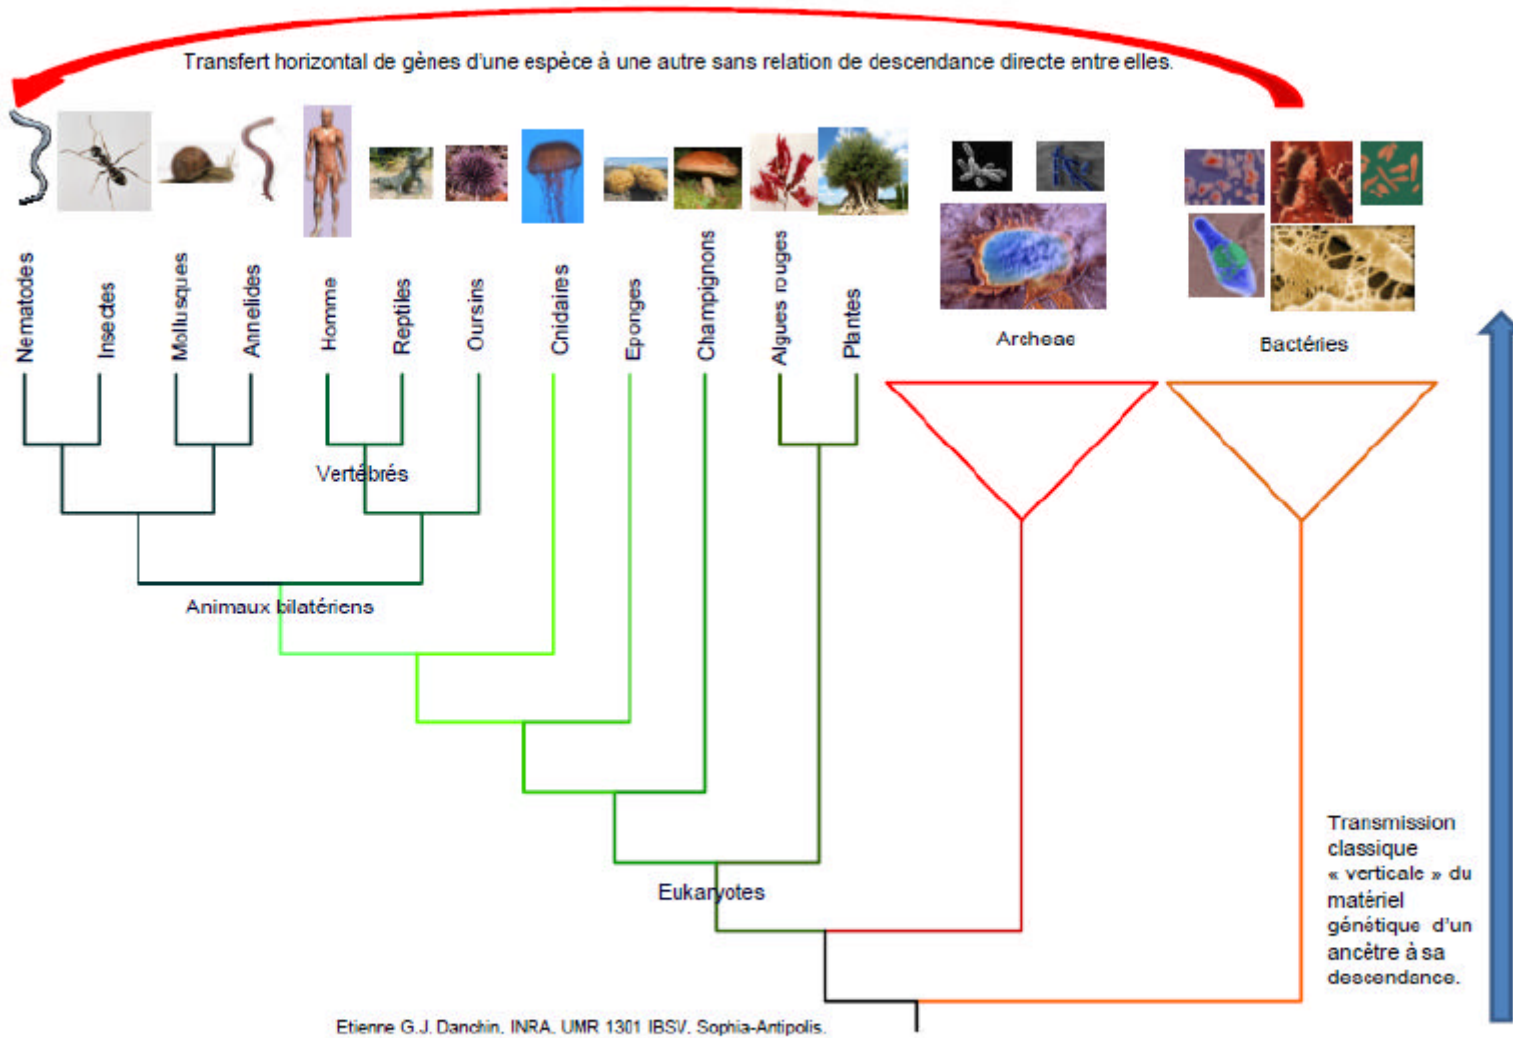 Transfert horizontal de gènes d'une espèce à une autre sans relation de descendance directe entre elles.
Nematodes
Insectes
Mollusques
Annelides
Homme
Reptiles
Oursins
Cnidaires
Eponges
Champignons
Algues rouges
Plantes
Archeae
Bactéries
Vertébrés
Animaux bilatériens
Eukaryotes
Transmission
classique
« verticale » du
matériel
génétique d'un
ancètre à sa
descendance.
Etienne G.J. Danchin. INRA. UMR 1301 IBSV. Sophia-Antipolis.